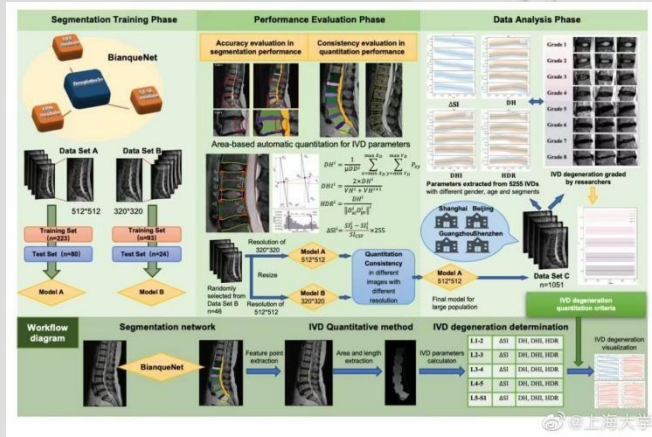 Segmentation Training Phase
Performance Evaluation Phase
Data Analysis Phase
BianqueNet
Accuracy evaluation in
segmentation performance
Consistency evaluation in
quantitation performance
Area-based automatic quantitation for IVD parameters
Data Set A
Data Set B
512*512
320*320
Training Set
(n=223)
Training Set
(n=93)
Test Set (n=80)
Test Set (n=24)
Model A
Model B
Randomly
selected from
Data Set B
n=46
Resolution of
320*320
Resize
Resolution of
512*512
Model A
512*512
Model B
320*320
Quantitation
Consistency
in different
images with
different
resolution
ΔSI
DH
DHI
HDR
Parameters extracted from 5255 IVDs
with different gender, age and segments
Grade 1
Grade 2
Grade 3
Grade 4
Grade 5
Grade 6
Grade 7
Grade 8
IVD degeneration graded
by researchers
Shanghai Beijing
Guangzhou Shenzhen
Model A
512*512
Final model for
large population
Data Set C
n=1051
IVD degeneration
quantitation criteria
Workflow
diagram
Segmentation network
BianqueNet
Feature point
extraction
IVD Quantitative method
Area and length
extraction
IVD parameters
calculaton
IVD degeneration determination
L1-2 ΔSI DH, DHI, HDR
L2-3 ΔSI DH, DHI, HDR
L3-4 ΔSI DH, DHI, HDR
L4-5 ΔSI DH, DHI, HDR
L5-S1 ΔSI DH, DHI, HDR
IVD degeneration
visualization
@上海大学